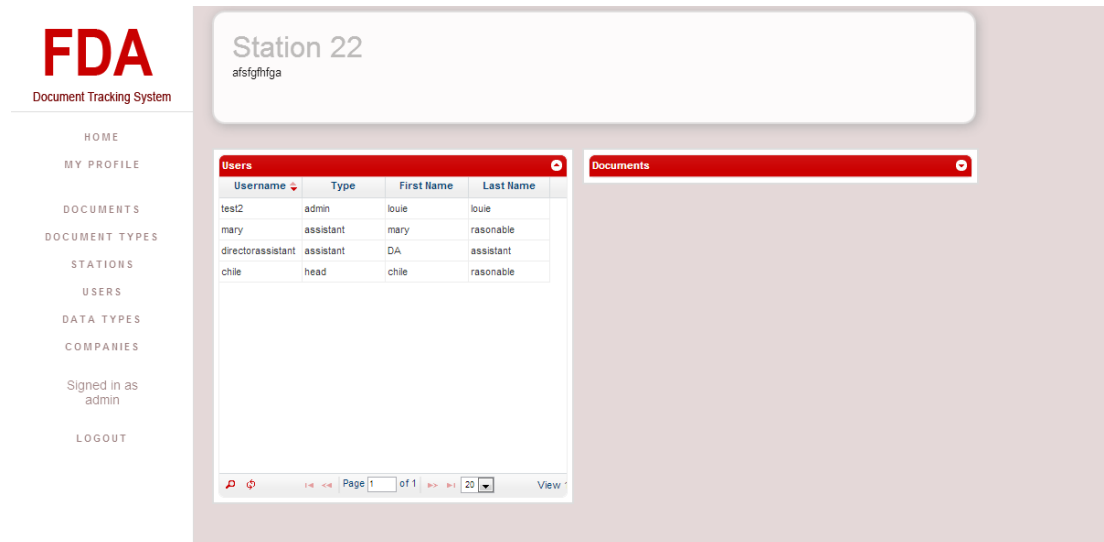 FDA
Document Tracking System
HOME
MY PROFILE
DOCUMENTS
DOCUMENT TYPES
STATIONS
USERS
DATA TYPES
COMPANIES
Signed in as
admin
LOGOUT
Station 22
afsfgfhfga
Users
Username Type First Name Last Name
test2 admin louie louie
mary assistant mary rasonable
directorassistant assistant DA assistant
chile head chile rasonable
Page 1 of 1 20 View
Documents